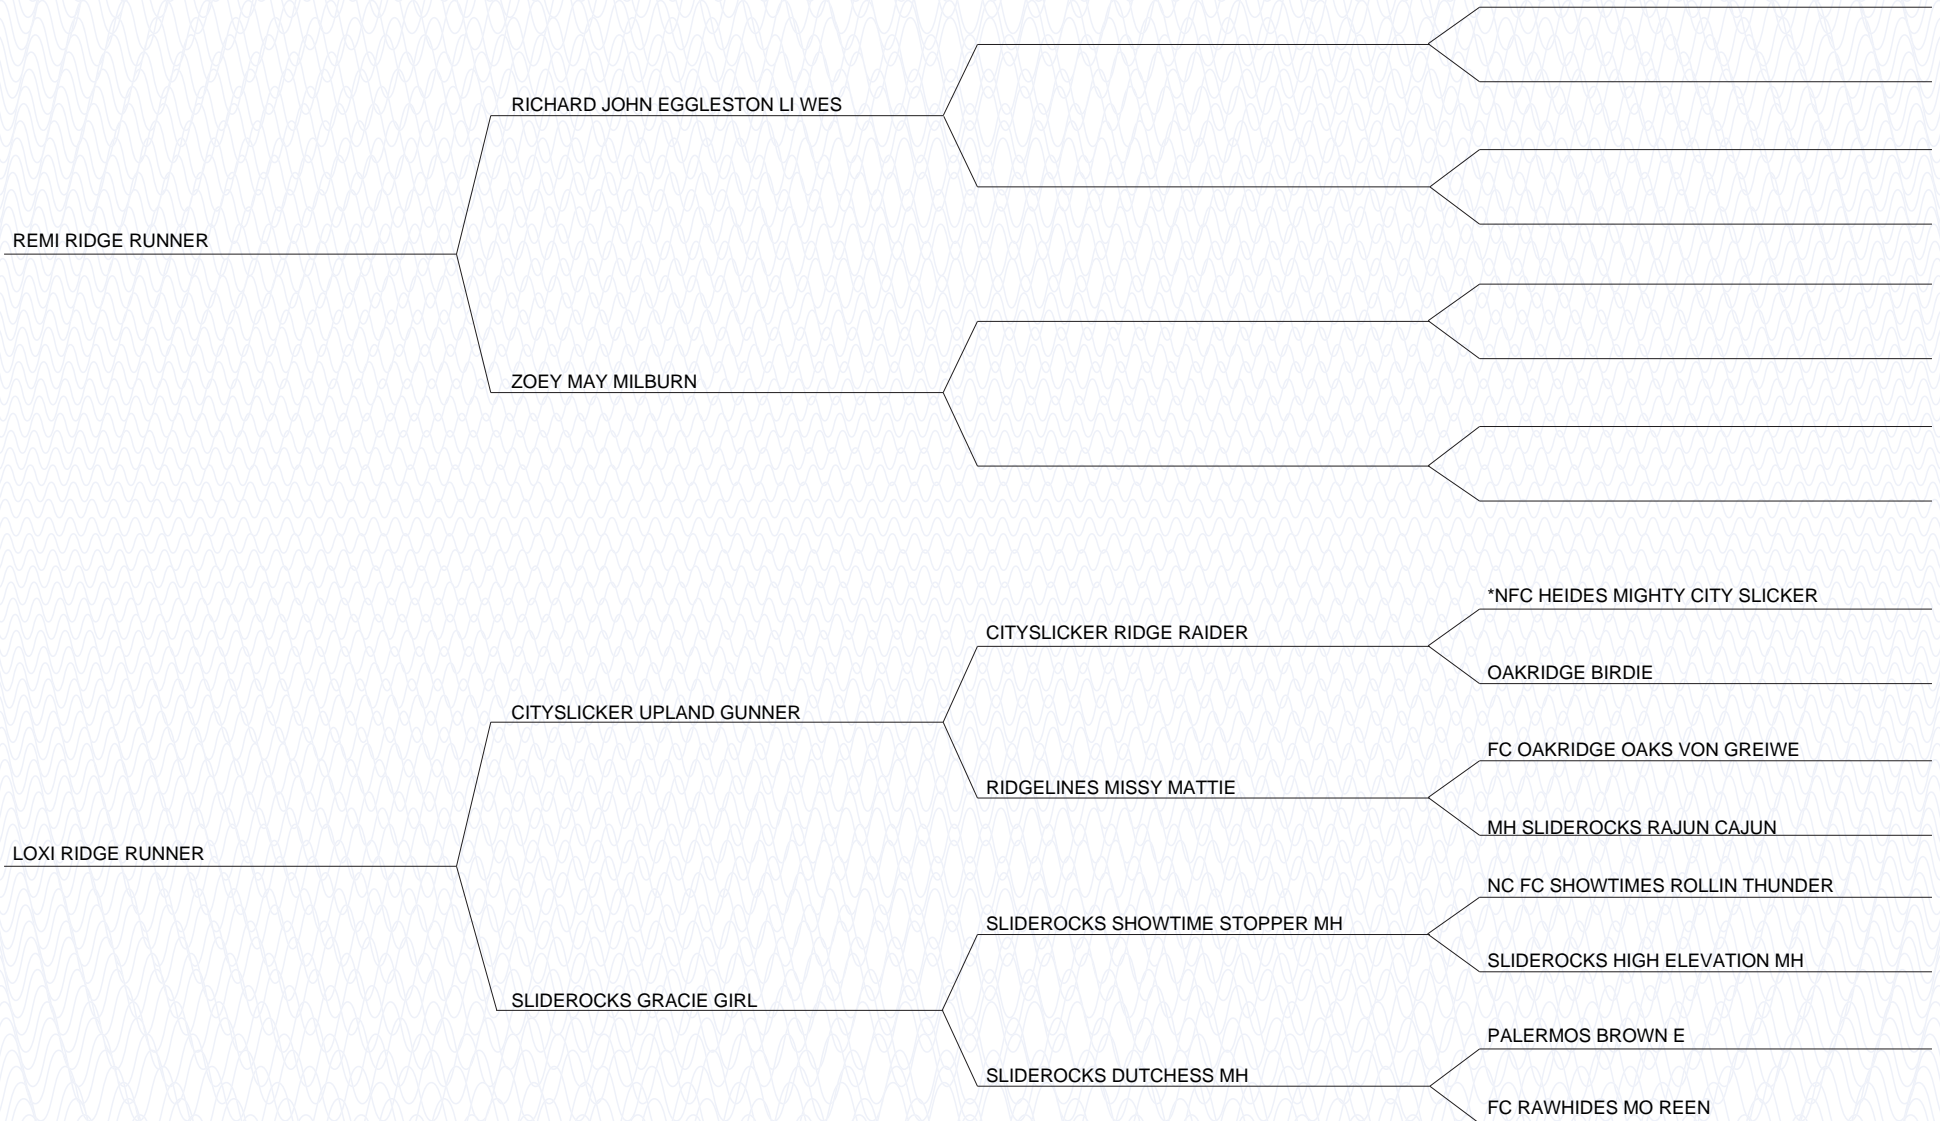 RICHARD JOHN EGGLESTON LI WES
REMI RIDGE RUNNER
ZOEY MAY MILBURN
*NFC HEIDES MIGHTY CITY SLICKER
CITYSLICKER RIDGE RAIDER
OAKRIDGE BIRDIE
CITYSLICKER UPLAND GUNNER
FC OAKRIDGE OAKS VON GREIWE
RIDGELINES MISSY MATTIE
MH SLIDEROCKS RAJUN CAJUN
LOXI RIDGE RUNNER
NC FC SHOWTIMES ROLLIN THUNDER
SLIDEROCKS SHOWTIME STOPPER MH
SLIDEROCKS HIGH ELEVATION MH
SLIDEROCKS GRACIE GIRL
PALERMOS BROWN E
SLIDEROCKS DUTCHESS MH
FC RAWHIDES MO REEN